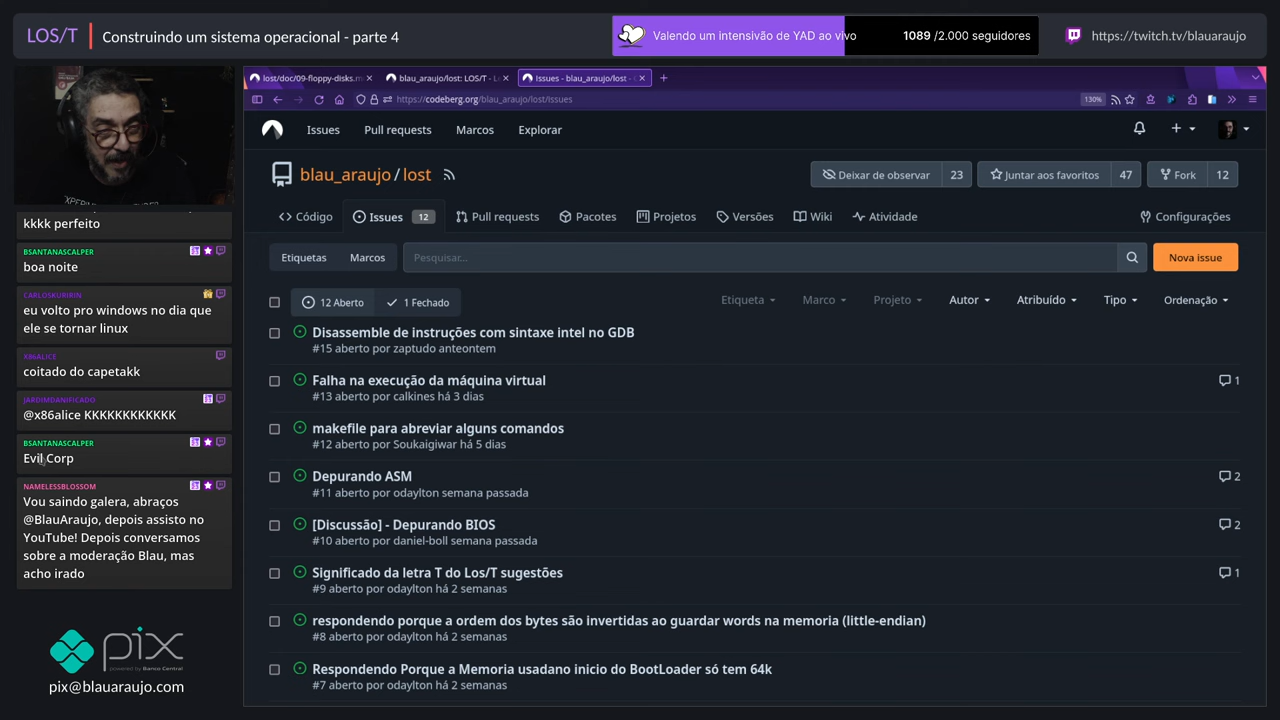 LOS/T
Construindo um sistema operacional - parte 4
Valendo um intensivão de YAD ao vivo
1089 /2.000 seguidores
https://twitch.tv/blauaraujo
kkkk perfeito
BSANTANASCALPER
boa noite
CARLOSKURIRIN
eu volto pro windows no dia que
ele se tornar linux
X86ALICE
coitado do capetakk
JARDIMDANIFICADO
@x86alice KKKKKKKKKKKK
BSANTANASCALPER
Evil Corp
NAMELESSBLOSSOM
Vou saindo galera, abraços
@BlauAraujo, depois assisto no
YouTube! Depois conversamos
sobre a moderação Blau, mas
acho irado
pix
powered by Banco Central
pix@blauaraujo.com
lost/doc/09-floppy-disks.m
blau_araujo/lost: LOS/T - L
Issues - blau_araujo/lost -
https://codeberg.org/blau_araujo/lost/issues
130%
Issues
Pull requests
Marcos
Explorar
blau_araujo/lost
Deixar de observar 23
Juntar aos favoritos 47
Fork 12
Código
Issues 12
Pull requests
Pacotes
Projetos
Versões
Wiki
Atividade
Configurações
Etiquetas
Marcos
Pesquisar...
Nova issue
12 Aberto
1 Fechado
Etiqueta
Marco
Projeto
Autor
Atribuído
Tipo
Ordenação
Disassemble de instruções com sintaxe intel no GDB
#15 aberto por zaptudo anteontem
Falha na execução da máquina virtual
1
#13 aberto por calkines há 3 dias
makefile para abreviar alguns comandos
#12 aberto por Soukaigiwar há 5 dias
Depurando ASM
2
#11 aberto por odaylton semana passada
[Discussão] - Depurando BIOS
2
#10 aberto por daniel-boll semana passada
Significado da letra T do Los/T sugestões
1
#9 aberto por odaylton há 2 semanas
respondendo porque a ordem dos bytes são invertidas ao guardar words na memoria (little-endian)
#8 aberto por odaylton há 2 semanas
Respondendo Porque a Memoria usadano inicio do BootLoader só tem 64k
#7 aberto por odaylton há 2 semanas